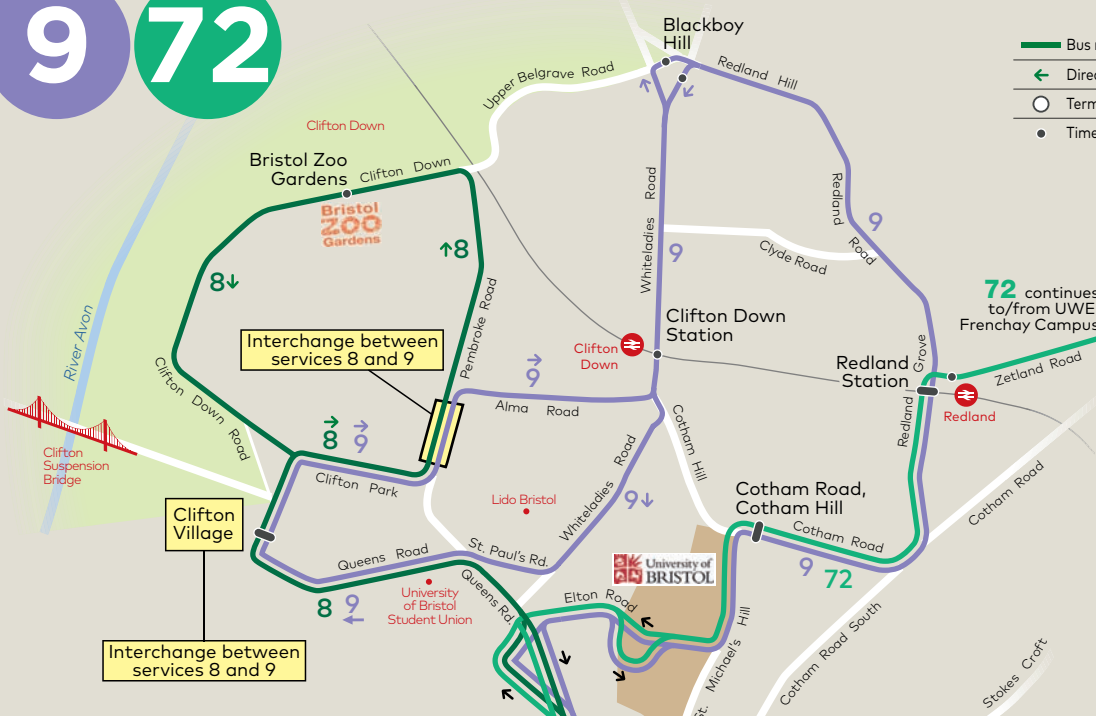 9
72
Blackboy
Hill
Bus
Redland Hill
Upper Belgrave Road
Term
Time
Clifton Down
Bristol Zoo
Gardens
Clifton Down
Bristol
ZOO
Gardens
8
8
Whiteladies Road
9
Redland Road
9
Clyde Road
River Avon
72 continues
to/from UWE
Frenchay Campus
Interchange between
services 8 and 9
Pembroke Road
Clifton Down
Station
Clifton
Down
9
Redland
Station
Redland Grove
Zetland Road
Redland
Clifton Down Road
Alma Road
Cotham Hill
8 9
Clifton Park
Clifton
Suspension
Bridge
Whiteladies Road
9
Lido Bristol
Cotham Road,
Cotham Hill
Cotham Road
Cotham Road
9 72
Clifton
Village
Queens Road
St. Paul's Rd.
University of
BRISTOL
8 9
University
of Bristol
Student Union
Queens Rd.
Elton Road
St. Michael's Hill
Cotham Road South
Stokes Croft
Interchange between
services 8 and 9